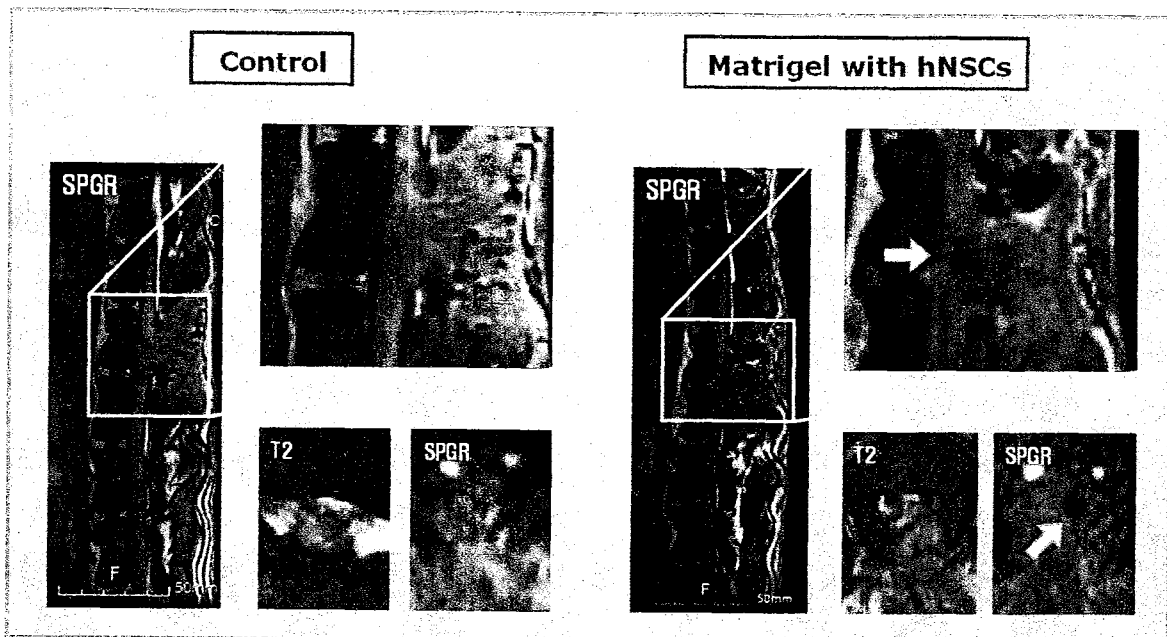 Control
Matrigel with hNSCs
SPGR
SPGR
T2
SPGR
T2
SPGR
F
50mm
F
50mm